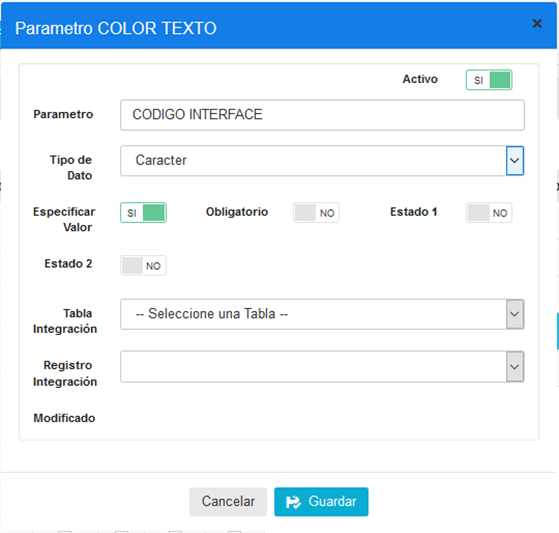 Parametro COLOR TEXTO
×
Activo SI
Parametro CODIGO INTERFACE
Tipo de Dato Caracter
Especificar Valor SI Obligatorio NO Estado 1 NO
Estado 2 NO
Tabla Integración -- Seleccione una Tabla --
Registro Integración
Modificado
Cancelar Guardar